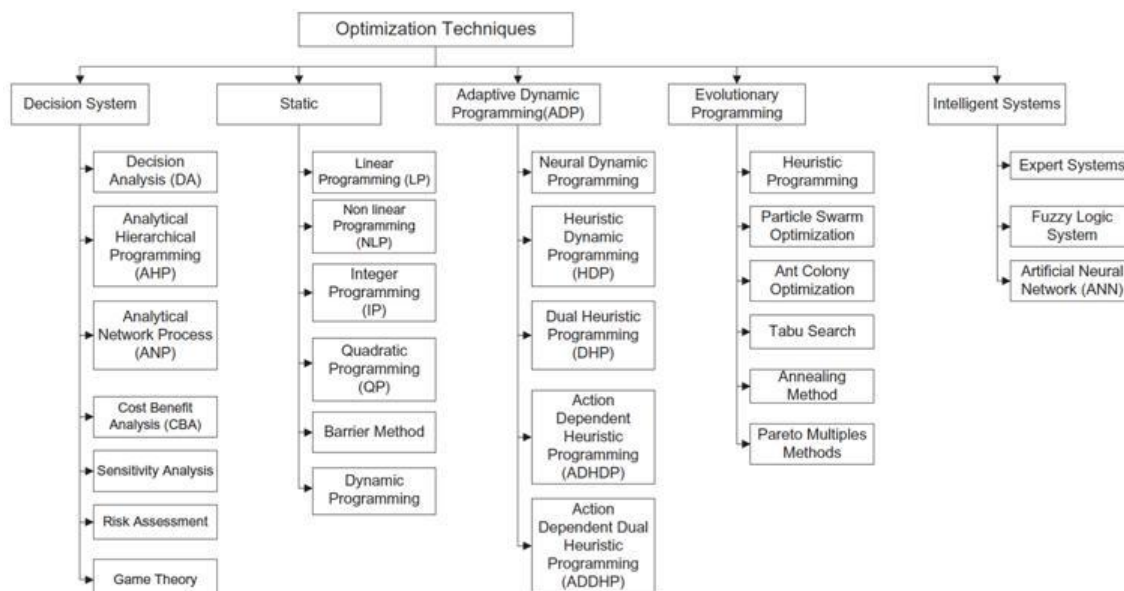 Optimization Techniques
Decision System
Static
Adaptive Dynamic
Programming(ADP)
Evolutionary
Programming
Intelligent Systems
Decision
Analysis (DA)
Analytical
Hierarchical
Programming
(AHP)
Analytical
Network Process
(ANP)
Cost Benefit
Analysis (CBA)
Sensitivity Analysis
Risk Assessment
Game Theory
Linear
Programming (LP)
Non linear
Programming
(NLP)
Integer
Programming
(IP)
Quadratic
Programming
(QP)
Barrier Method
Dynamic
Programming
Neural Dynamic
Programming
Heuristic
Dynamic
Programming
(HDP)
Dual Heuristic
Programming
(DHP)
Action
Dependent
Heuristic
Programming
(ADHDP)
Action
Dependent Dual
Heuristic
Programming
(ADDHP)
Heuristic
Programming
Particle Swarm
Optimization
Ant Colony
Optimization
Tabu Search
Annealing
Method
Pareto Multiples
Methods
Expert Systems
Fuzzy Logic
System
Artificial Neural
Network (ANN)